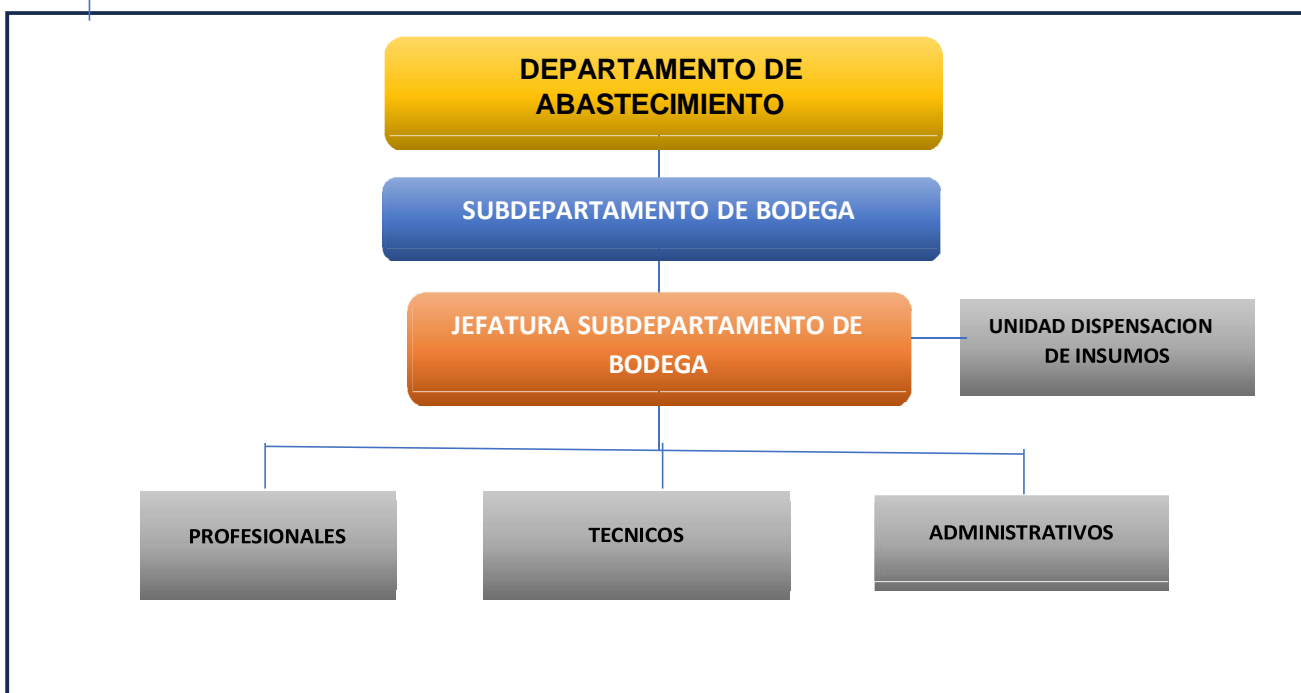 DEPARTAMENTO DE
ABASTECIMIENTO
SUBDEPARTAMENTO DE BODEGA
JEFATURA SUBDEPARTAMENTO DE
BODEGA
UNIDAD DISPENSACION
DE INSUMOS
PROFESIONALES
TECNICOS
ADMINISTRATIVOS